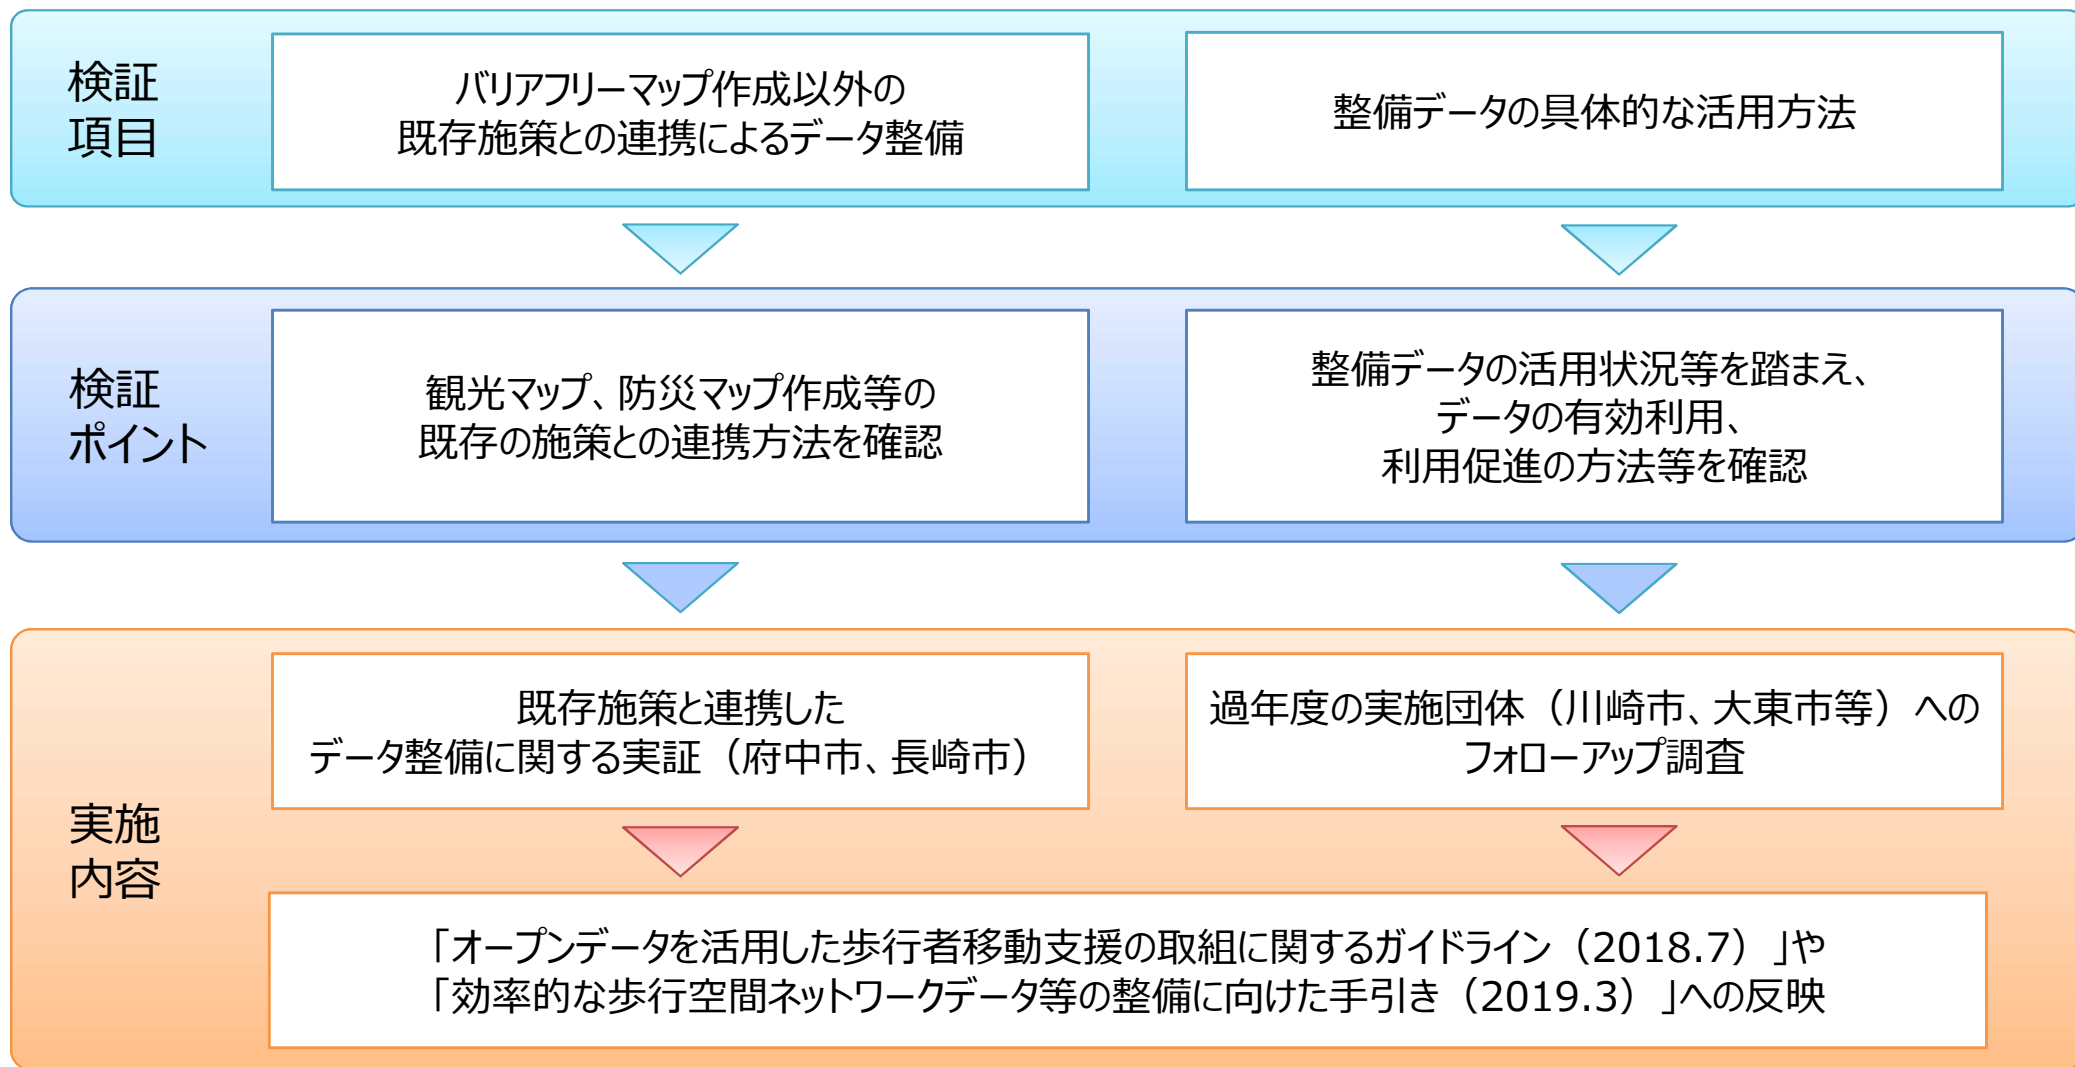 検証
項目
バリアフリーマップ作成以外の
既存施策との連携によるデータ整備
整備データの具体的な活用方法
検証
ポイント
観光マップ、防災マップ作成等の
既存の施策との連携方法を確認
整備データの活用状況等を踏まえ、
データの有効利用、
利用促進の方法等を確認
実施
内容
既存施策と連携した
データ整備に関する実証（府中市、長崎市）
過年度の実施団体（川崎市、大東市等）への
フォローアップ調査
「オープンデータを活用した歩行者移動支援の取組に関するガイドライン（2018.7）」や
「効率的な歩行空間ネットワークデータ等の整備に向けた手引き（2019.3）」への反映